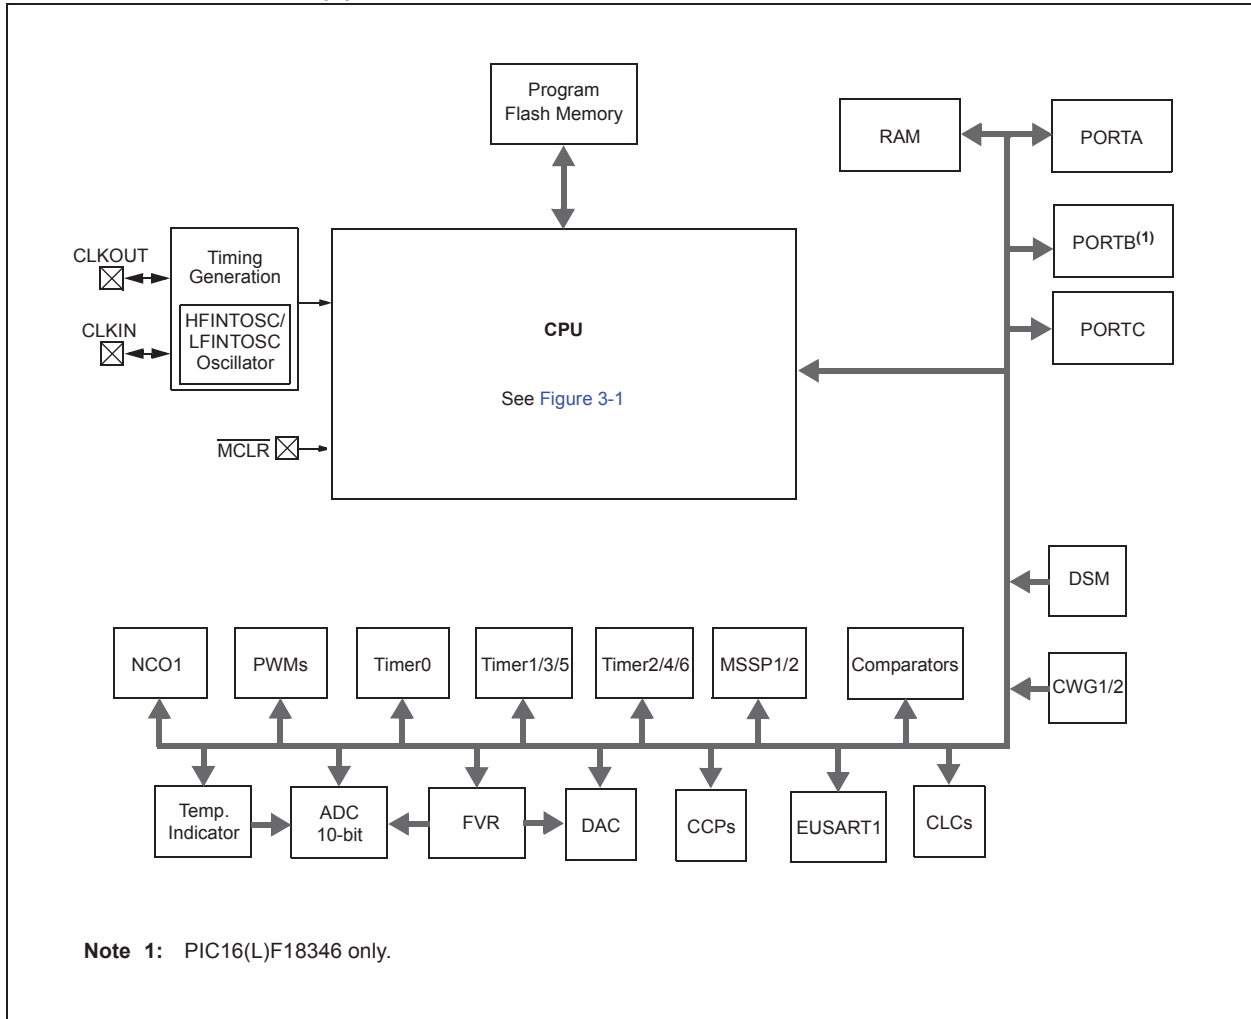 Program
Flash Memory
RAM
PORTA
PORTB(1)
PORTC
CLKOUT
Timing
Generation
CLKIN
HFINTOSC/
LFINTOSC
Oscillator
CPU
See Figure 3-1
MCLR
DSM
NCO1
PWMs
Timer0
Timer1/3/5
Timer2/4/6
MSSP1/2
Comparators
CWG1/2
Temp.
Indicator
ADC
10-bit
FVR
DAC
CCPs
EUSART1
CLCs
Note 1: PIC16(L)F18346 only.